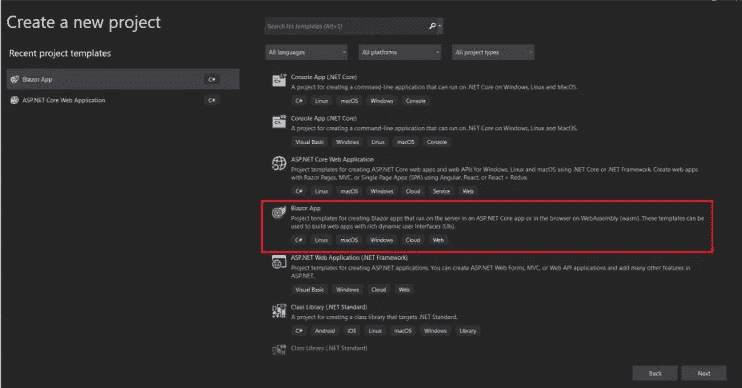 Create a new project
Recent project templates
Blazor App C#
ASP.NET Core Web Application C#
Search for templates (Alt+S)
All languages All platforms All project types
Console App (.NET Core)
A project for creating a command-line application that can run on .NET Core on Windows, Linux and MacOS.
C# Linux macOS Windows Console
Console App (.NET Core)
A project for creating a command-line application that can run on .NET Core on Windows, Linux and MacOS.
Visual Basic Windows Linux macOS Console
ASP.NET Core Web Application
Project templates for creating ASP.NET Core web apps and web APIs for Windows, Linux and macOS using .NET Core or .NET Framework. Create web apps
with Razor Pages, MVC, or Single Page Apps (SPA) using Angular, React, or React + Redux.
C# Linux macOS Windows Cloud Service Web
Blazor App
Project templates for creating Blazor apps that run on the server in an ASP.NET Core app or in the browser on WebAssembly (wasm). These templates can be
used to build web apps with rich dynamic user interfaces (UIs).
C# Linux macOS Windows Cloud Web
ASP.NET Web Application (.NET Framework)
Project templates for creating ASP.NET applications. You can create ASP.NET Web Forms, MVC, or Web API applications and add many other features in
ASP.NET.
Visual Basic Windows Cloud Web
Class Library (.NET Standard)
A project for creating a class library that targets .NET Standard.
C# Android iOS Linux macOS Windows Library
Class Library (.NET Standard)
Back Next